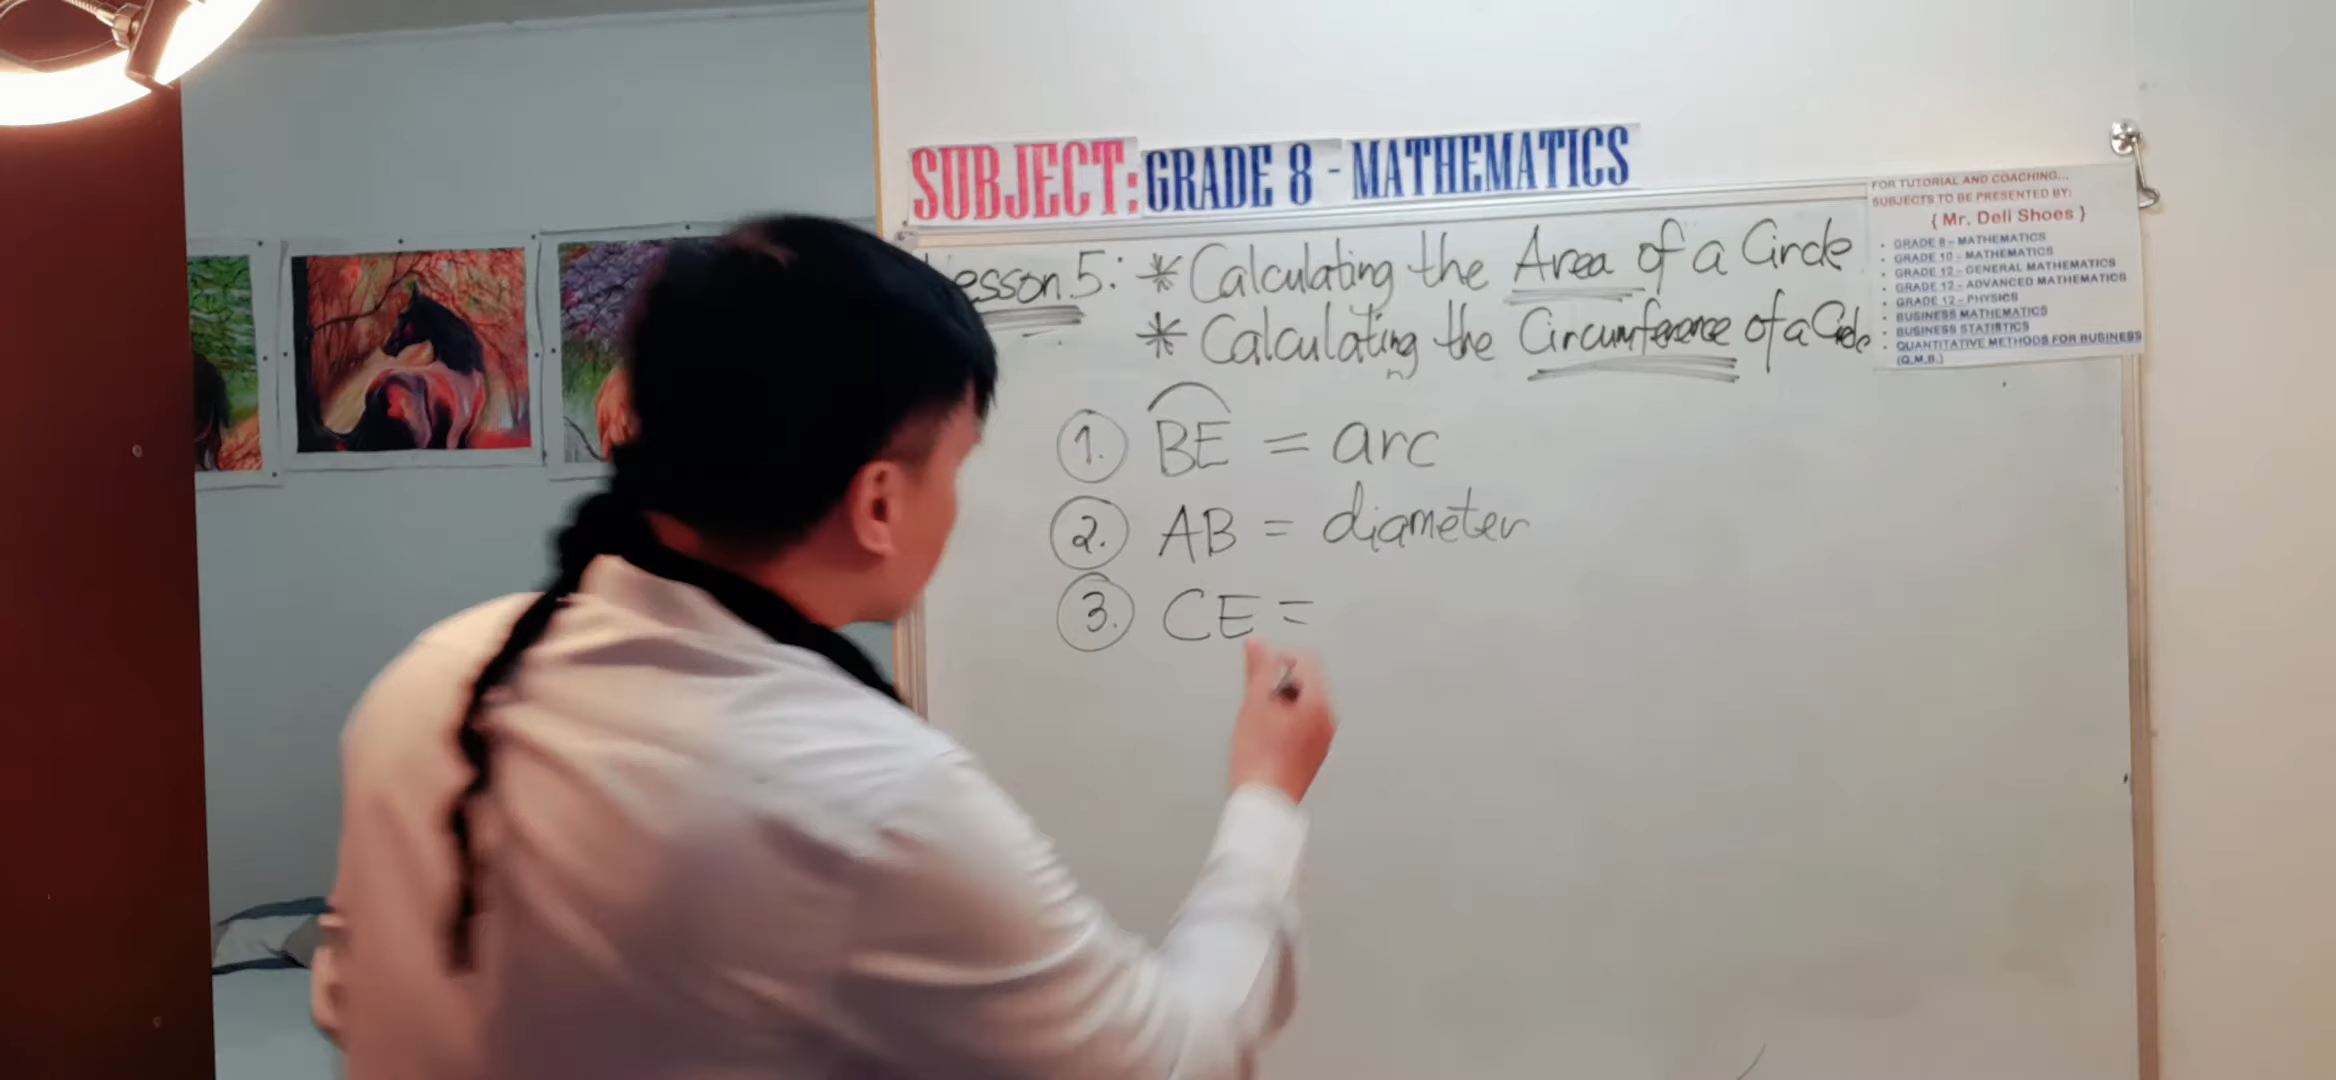 SUBJECT: GRADE 8 - MATHEMATICS
FOR TUTORIAL AND COACHING...
SUBJECTS TO BE PRESENTED BY:
{ Mr. Deli Shoes }
• GRADE 8 - MATHEMATICS
• GRADE 10 - MATHEMATICS
• GRADE 12 - GENERAL MATHEMATICS
• GRADE 12 - ADVANCED MATHEMATICS
• GRADE 12 - PHYSICS
• BUSINESS MATHEMATICS
• BUSINESS STATISTICS
• QUANTITATIVE METHODS FOR BUSINESS
(Q.M.B.)
Lesson 5: * Calculating the Area of a Circle
* Calculating the Circumference of a Circle
1. BE = arc
2. AB = diameter
3. CE =